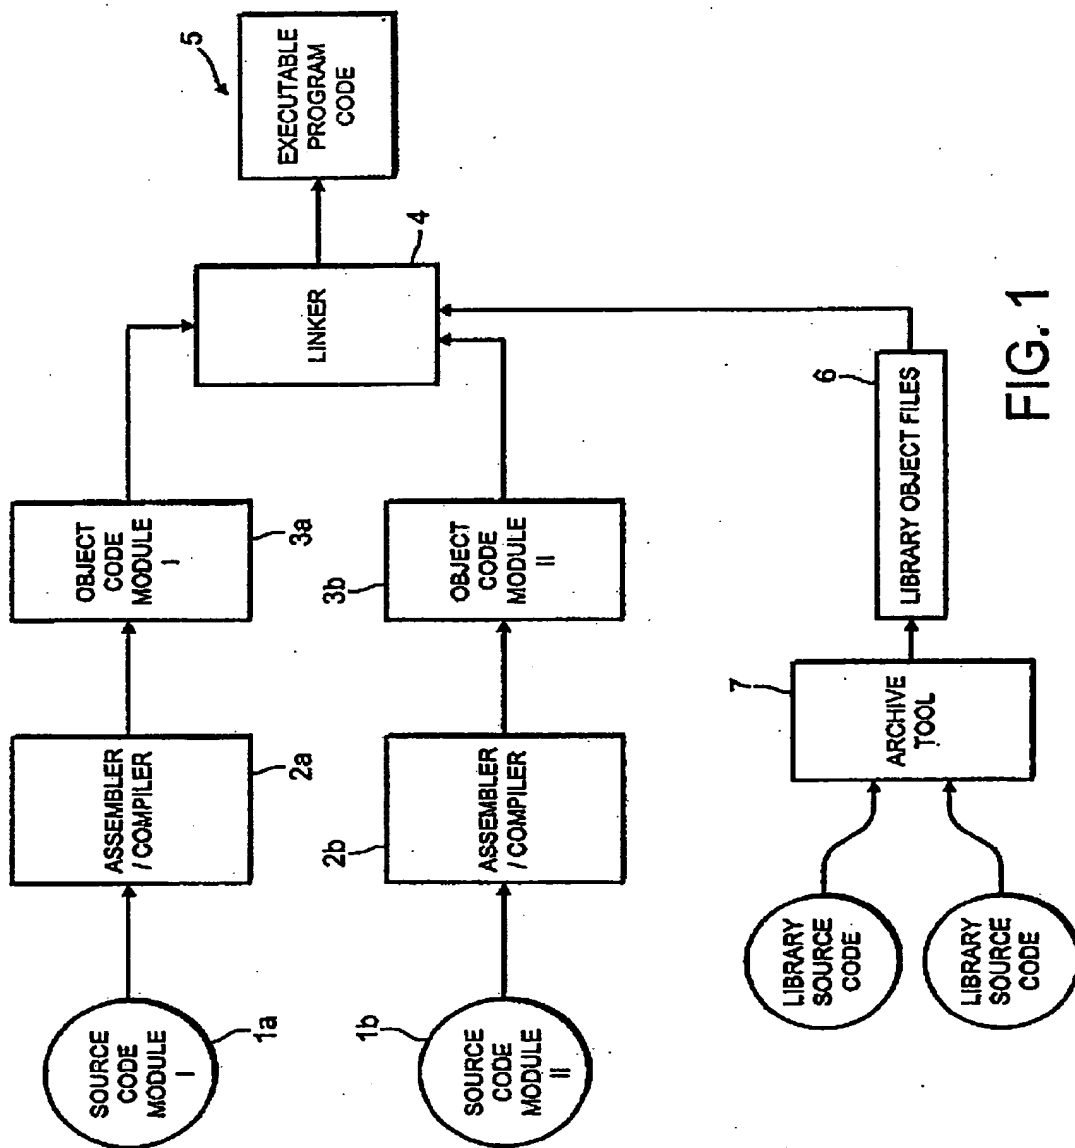 SOURCE
CODE
MODULE
I
1a
ASSEMBLER
/ COMPILER
2a
OBJECT
CODE
MODULE
I
3a
SOURCE
CODE
MODULE
II
1b
ASSEMBLER
/ COMPILER
2b
OBJECT
CODE
MODULE
II
3b
LINKER
4
EXECUTABLE
PROGRAM
CODE
5
LIBRARY
SOURCE
CODE
LIBRARY
SOURCE
CODE
ARCHIVE
TOOL
7
LIBRARY OBJECT FILES
6
FIG. 1